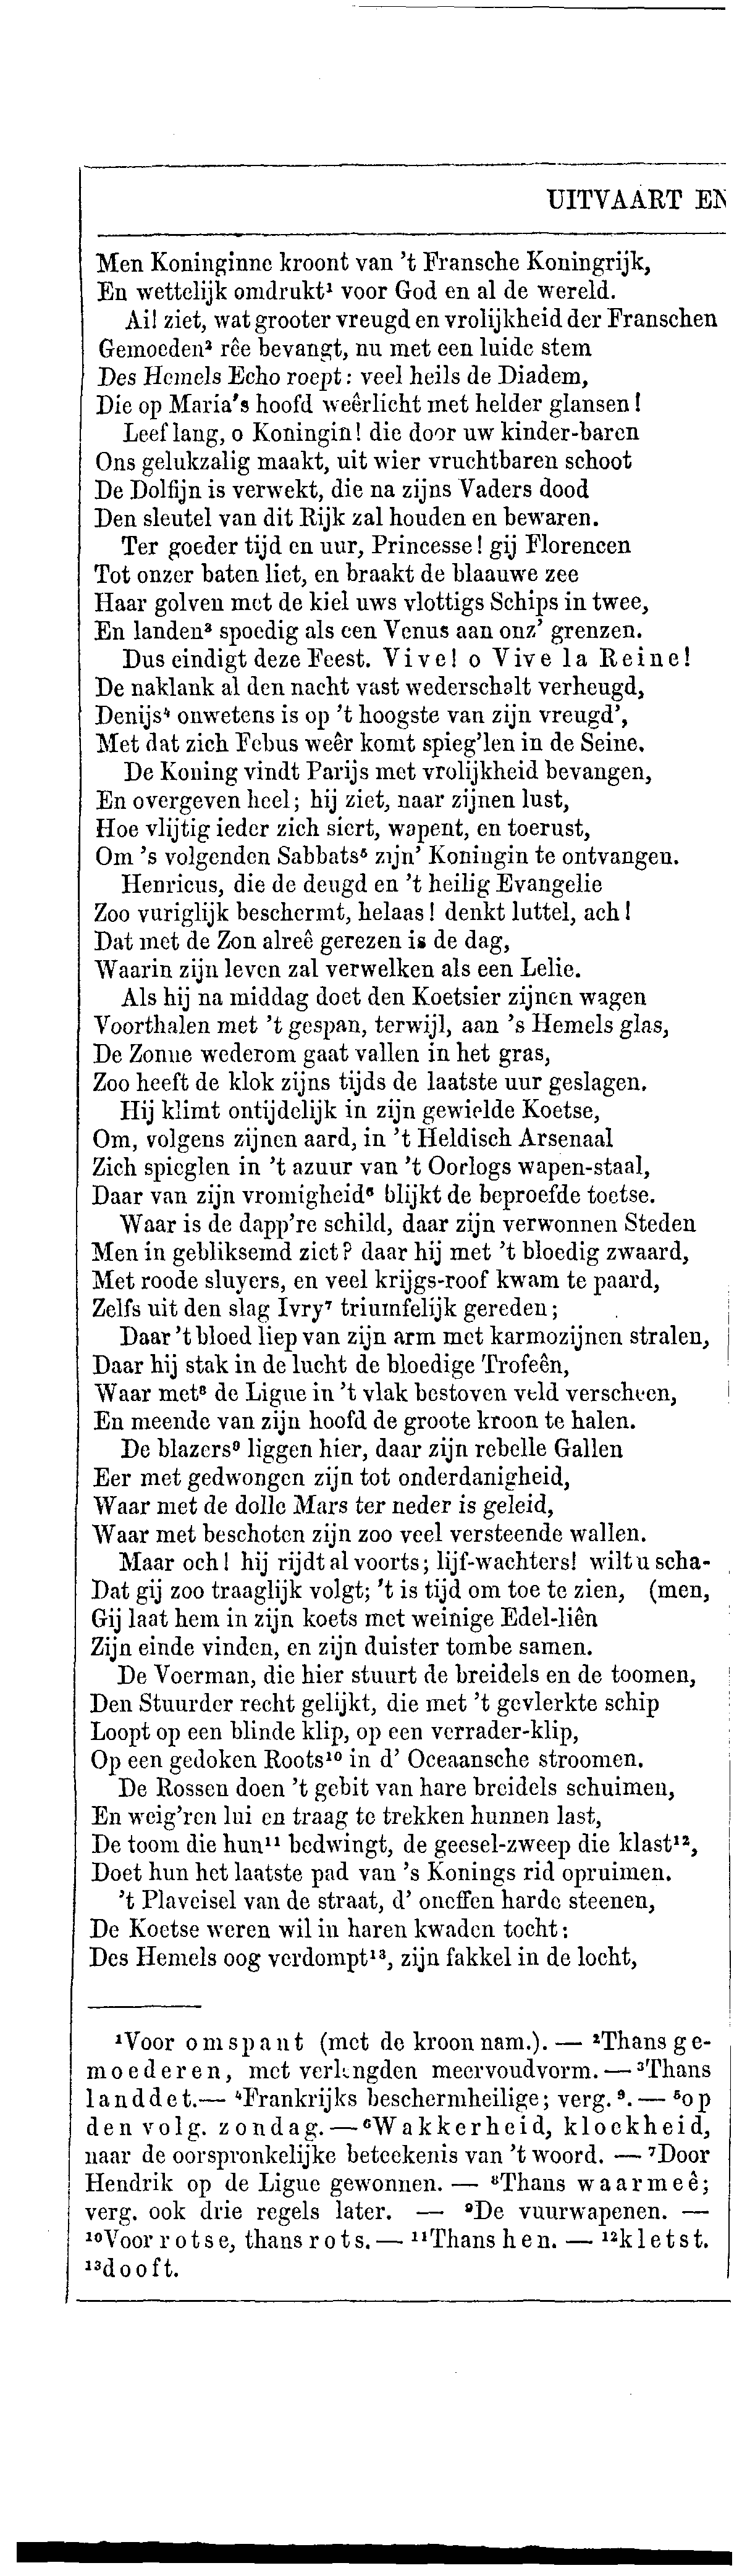 UITVAART EN
Men Koninginne kroont van 't Fransche Koningrijk,
En wettelijk omdrukt¹ voor God en al de wereld.
Ai! ziet, wat grooter vreugd en vrolijkheid der Franschen
Gemoeden² rêe bevangt, nu met een luide stem
Des Hemels Echo roept: veel heils de Diadem,
Die op Maria's hoofd weêrlicht met helder glansen!
Leef lang, o Koningin! die door uw kinder-baren
Ons gelukzalig maakt, uit wier vruchtbaren schoot
De Dolfijn is verwekt, die na zijns Vaders dood
Den sleutel van dit Rijk zal houden en bewaren.
Ter goeder tijd en uur, Princesse! gij Florencen
Tot onzer baten liet, en braakt de blaauwe zee
Haar golven met de kiel uws vlottigs Schips in twee,
En landen³ spoedig als een Venus aan onz' grenzen.
Dus eindigt deze Feest. Vive! o Vive la Reine!
De naklank al den nacht vast wederschalt verheugd,
Denijs⁴ onwetens is op 't hoogste van zijn vreugd',
Met dat zich Febus weêr komt spieg'len in de Seine.
De Koning vindt Parijs met vrolijkheid bevangen,
En overgeven heel; hij ziet, naar zijnen lust,
Hoe vlijtig ieder zich siert, wapent, en toerust,
Om 's volgenden Sabbats⁵ zijn' Koningin te ontvangen.
Henricus, die de deugd en 't heilig Evangelie
Zoo vuriglijk beschermt, helaas! denkt luttel, ach!
Dat met de Zon alreê gerezen is de dag,
Waarin zijn leven zal verwelken als een Lelie.
Als hij na middag doet den Koetsier zijnen wagen
Voorthalen met 't gespan, terwijl, aan 's Hemels glas,
De Zonne wederom gaat vallen in het gras,
Zoo heeft de klok zijns tijds de laatste uur geslagen.
Hij klimt ontijdelijk in zijn gewielde Koetse,
Om, volgens zijnen aard, in 't Heldisch Arsenaal
Zich spieglen in 't azuur van 't Oorlogs wapen-staal,
Daar van zijn vromigheid⁶ blijkt de beproefde toetse.
Waar is de dapp're schild, daar zijn verwonnen Steden
Men in gebliksemd ziet? daar hij met 't bloedig zwaard,
Met roode sluyers, en veel krijgs-roof kwam te paard,
Zelfs uit den slag Ivry⁷ triumfelijk gereden;
Daar 't bloed liep van zijn arm met karmozijnen stralen,
Daar hij stak in de lucht de bloedige Trofeên,
Waar met⁸ de Ligue in 't vlak bestoven veld verscheen,
En meende van zijn hoofd de groote kroon te halen.
De blazers⁹ liggen hier, daar zijn rebelle Gallen
Eer met gedwongen zijn tot onderdanigheid,
Waar met de dolle Mars ter neder is geleid,
Waar met beschoten zijn zoo veel versteende wallen.
Maar och! hij rijdt al voorts; lijf-wachters! wilt u scha-
Dat gij zoo traaglijk volgt; 't is tijd om toe te zien, (men,
Gij laat hem in zijn koets met weinige Edel-liên
Zijn einde vinden, en zijn duister tombe samen.
De Voerman, die hier stuurt de breidels en de toomen,
Den Stuurder recht gelijkt, die met 't gevlerkte schip
Loopt op een blinde klip, op een verrader-klip,
Op een gedoken Roots¹⁰ in d' Oceaansche stroomen.
De Rossen doen 't gebit van hare breidels schuimen,
En weig'ren lui en traag te trekken hunnen last,
De toom die hun¹¹ bedwingt, de geesel-zweep die klast¹²,
Doet hun het laatste pad van 's Konings rid opruimen.
't Plaveisel van de straat, d' oneffen harde steenen,
De Koetse weren wil in haren kwaden tocht:
Des Hemels oog verdompt¹³, zijn fakkel in de locht,
¹Voor omspant (met de kroon nam.). — ²Thans ge-
moederen, met verlengden meervoudvorm. — ³Thans
landdet. — ⁴Frankrijks beschermheilige; verg. ⁹. — ⁵op
den volg. zondag. — ⁶Wakkerheid, kloekheid,
naar de oorspronkelijke beteekenis van 't woord. — ⁷Door
Hendrik op de Ligue gewonnen. — ⁸Thans waarmeê;
verg. ook drie regels later. — ⁹De vuurwapenen. —
¹⁰Voor rotse, thans rots. — ¹¹Thans hen. — ¹²kletst.
¹³dooft.